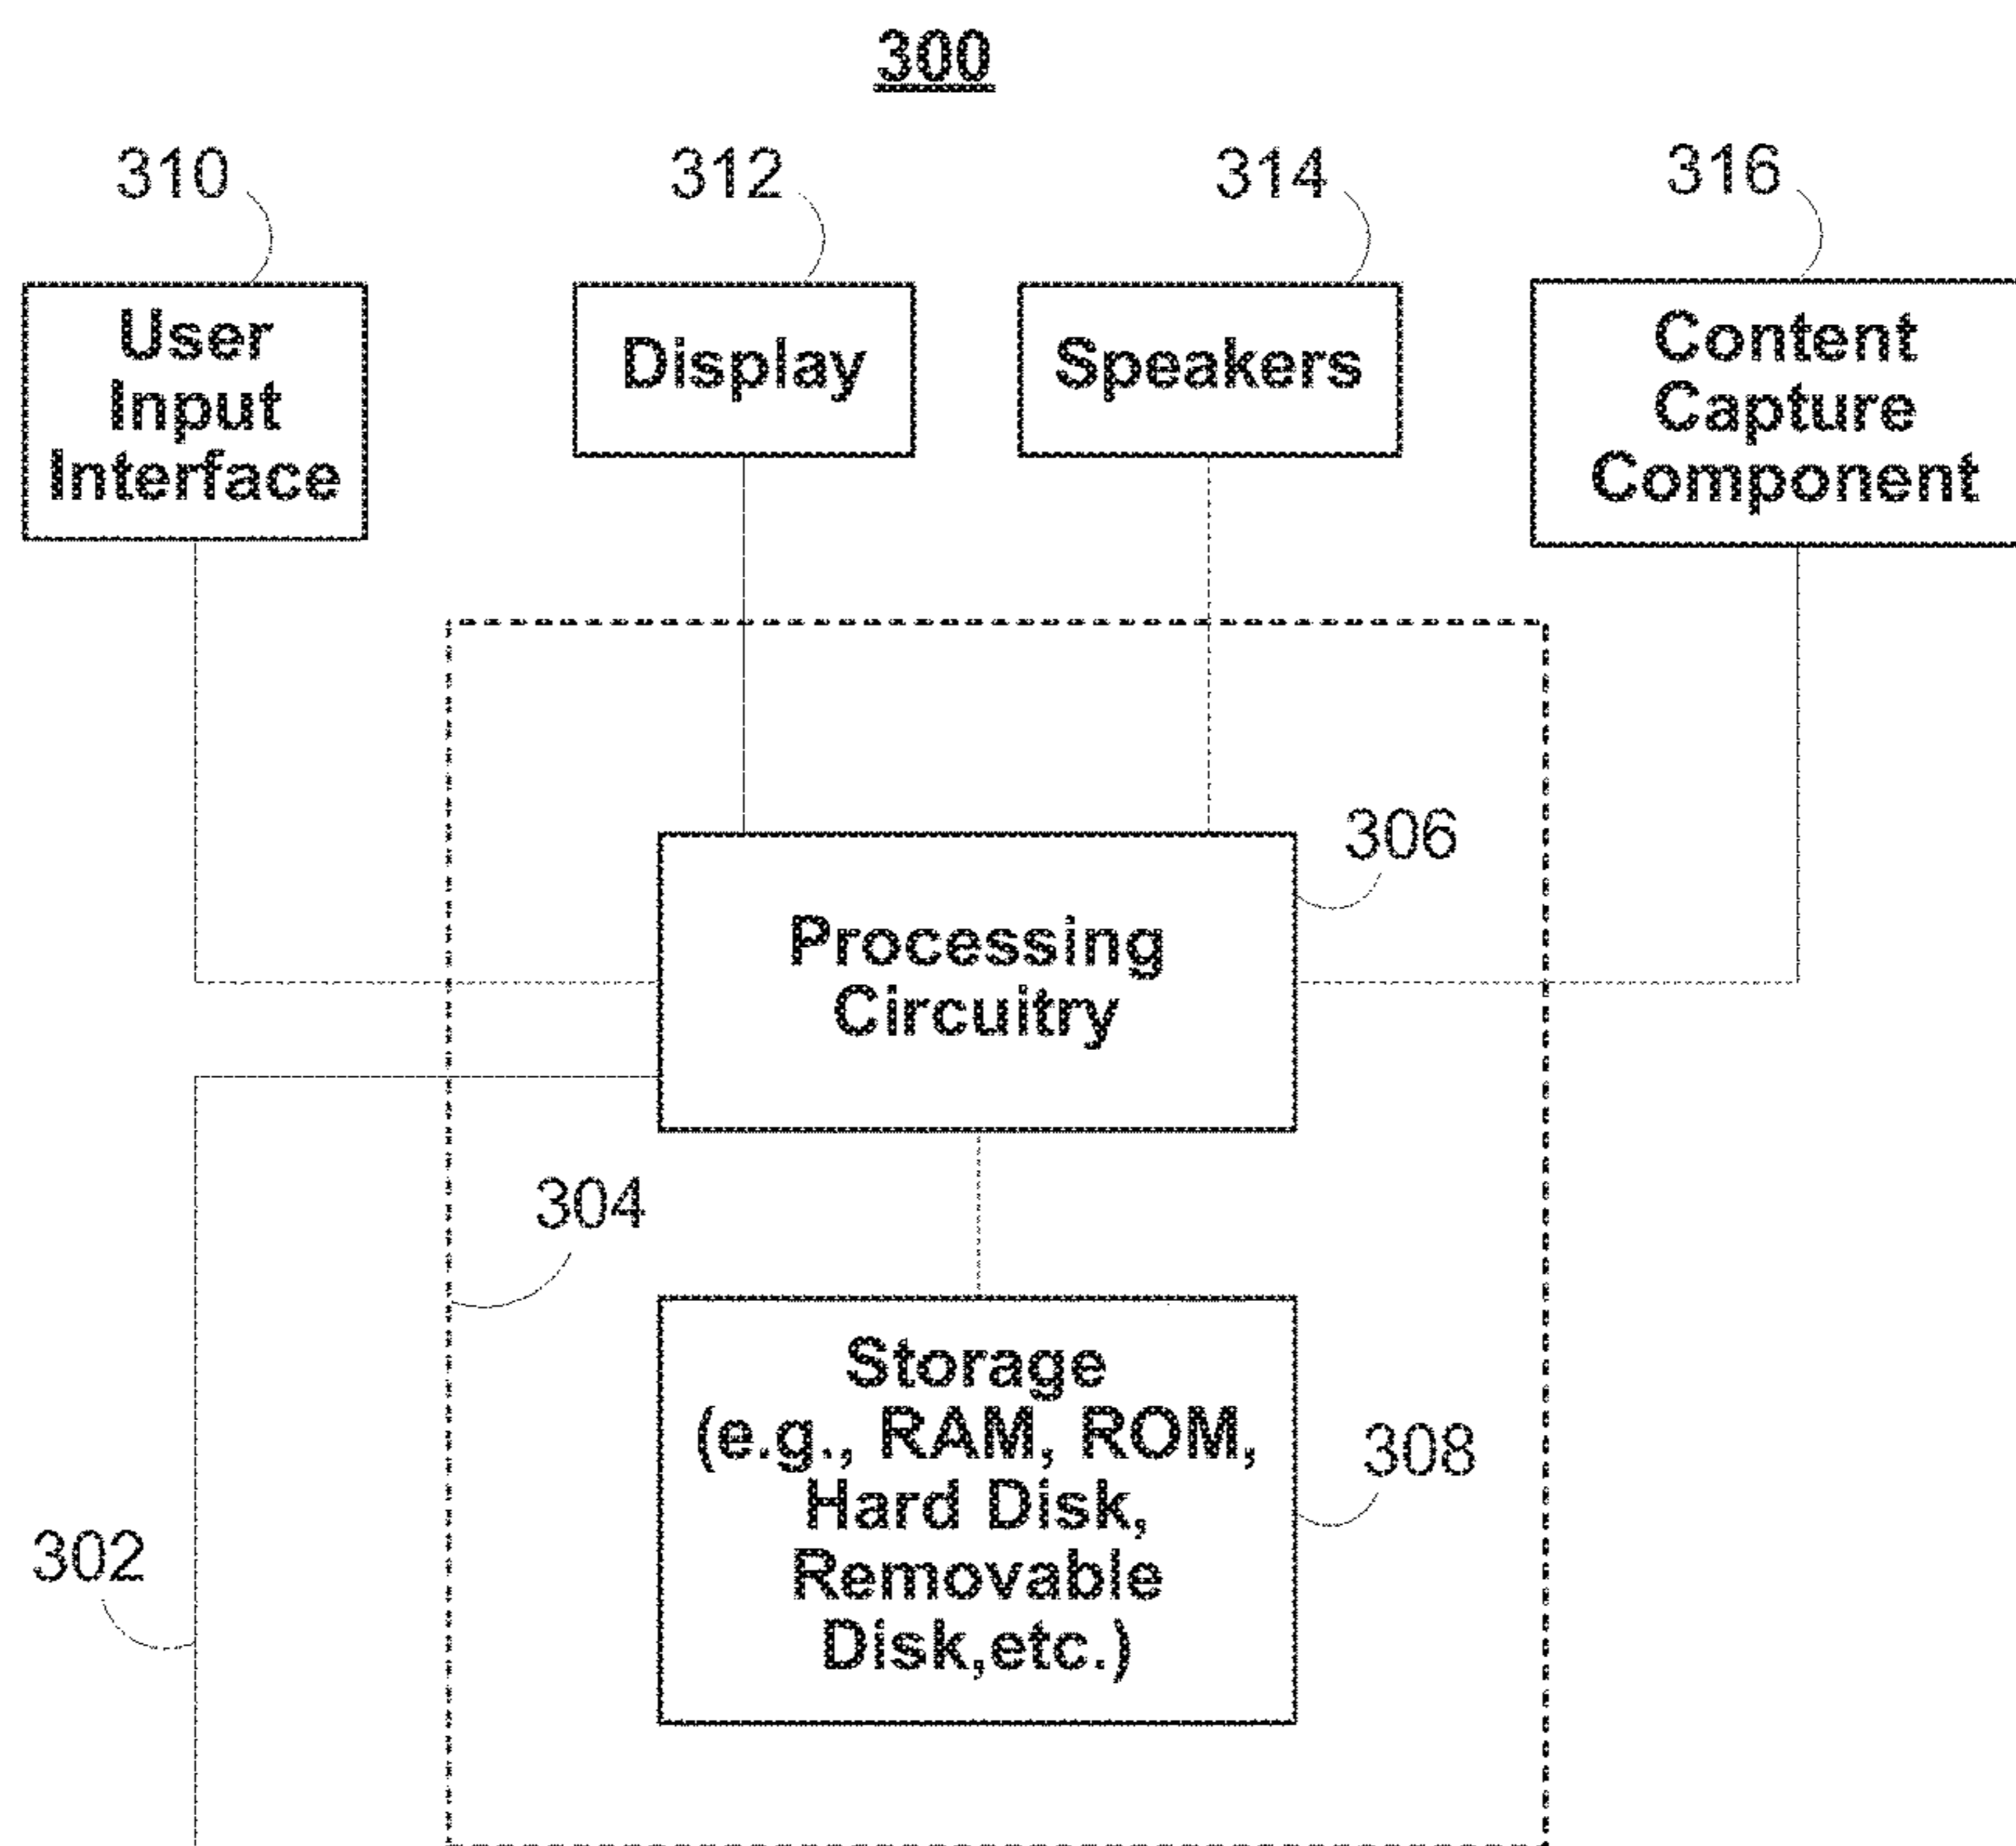 300
310
312
314
316
User
Input
Interface
Display
Speakers
Content
Capture
Component
306
Processing
Circuitry
304
Storage
(e.g., RAM, ROM,
Hard Disk,
Removable
Disk,etc.)
308
302